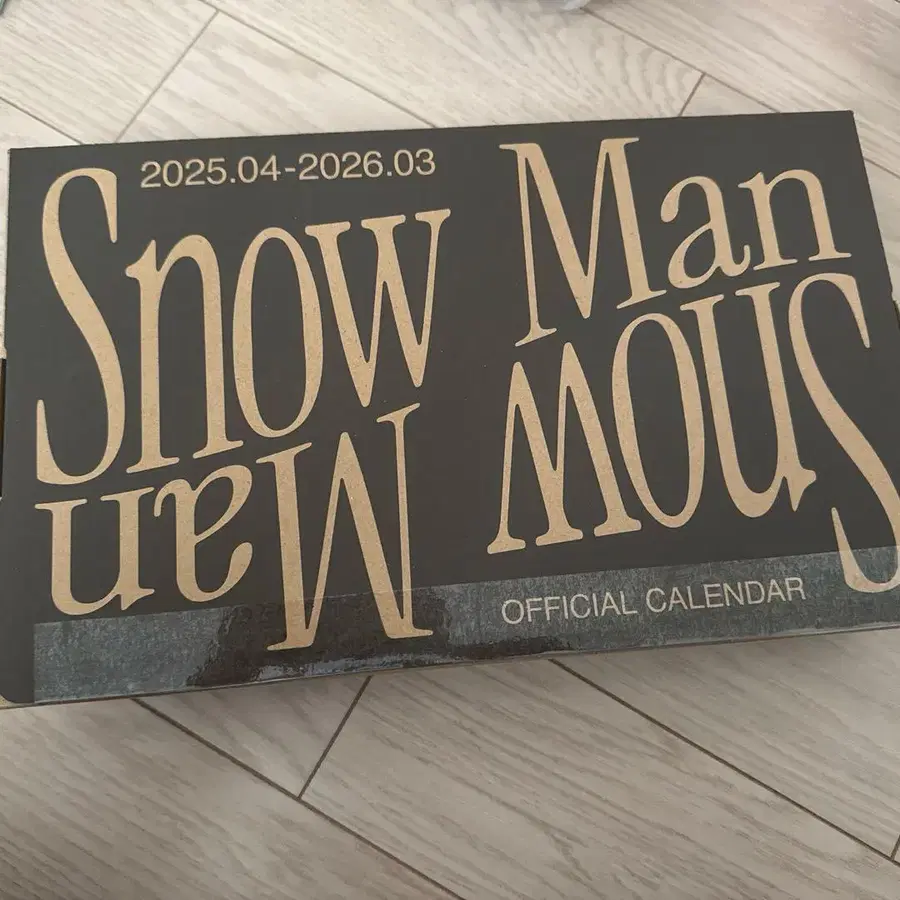 2025.04-2026.03
Snow Man
Man Snow
OFFICIAL CALENDAR